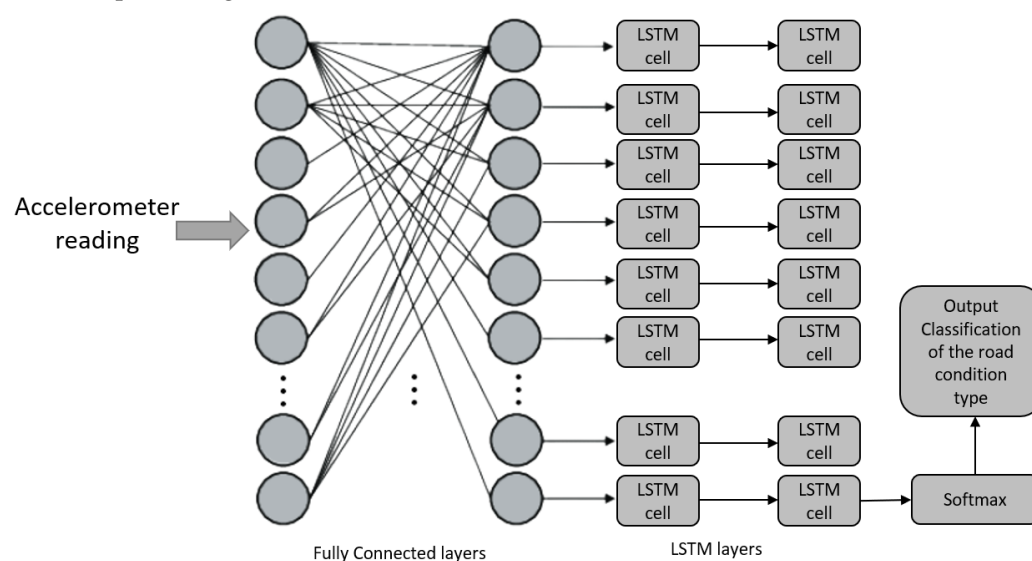 Accelerometer
reading
LSTM
cell
LSTM
cell
LSTM
cell
LSTM
cell
LSTM
cell
LSTM
cell
LSTM
cell
LSTM
cell
LSTM
cell
LSTM
cell
LSTM
cell
LSTM
cell
LSTM
cell
LSTM
cell
LSTM
cell
LSTM
cell
Output
Classification
of the road
condition
type
Softmax
Fully Connected layers
LSTM layers